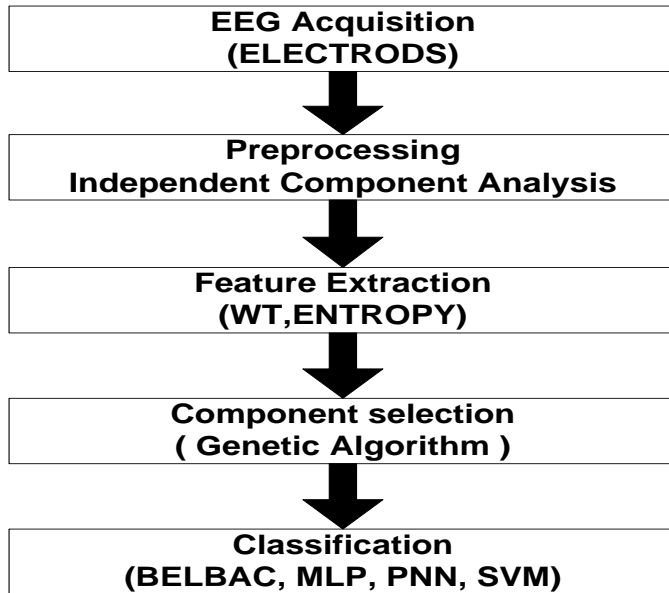 EEG Acquisition
(ELECTRODS)
Preprocessing
Independent Component Analysis
Feature Extraction
(WT,ENTROPY)
Component selection
( Genetic Algorithm )
Classification
(BELBAC, MLP, PNN, SVM)